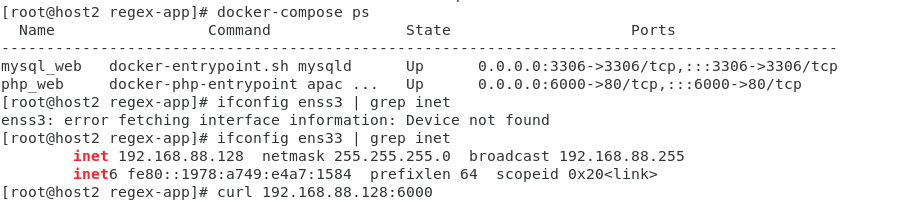 [root@host2 regex-app]# docker-compose ps
  Name                 Command               State                       Ports
--------------------------------------------------------------------------------------------
mysql_web   docker-entrypoint.sh mysqld      Up      0.0.0.0:3306->3306/tcp,:::3306->3306/tcp
php_web     docker-php-entrypoint apac ...   Up      0.0.0.0:6000->80/tcp,:::6000->80/tcp
[root@host2 regex-app]# ifconfig enss3 | grep inet
enss3: error fetching interface information: Device not found
[root@host2 regex-app]# ifconfig ens33 | grep inet
        inet 192.168.88.128  netmask 255.255.255.0  broadcast 192.168.88.255
        inet6 fe80::1978:a749:e4a7:1584  prefixlen 64  scopeid 0x20<link>
[root@host2 regex-app]# curl 192.168.88.128:6000